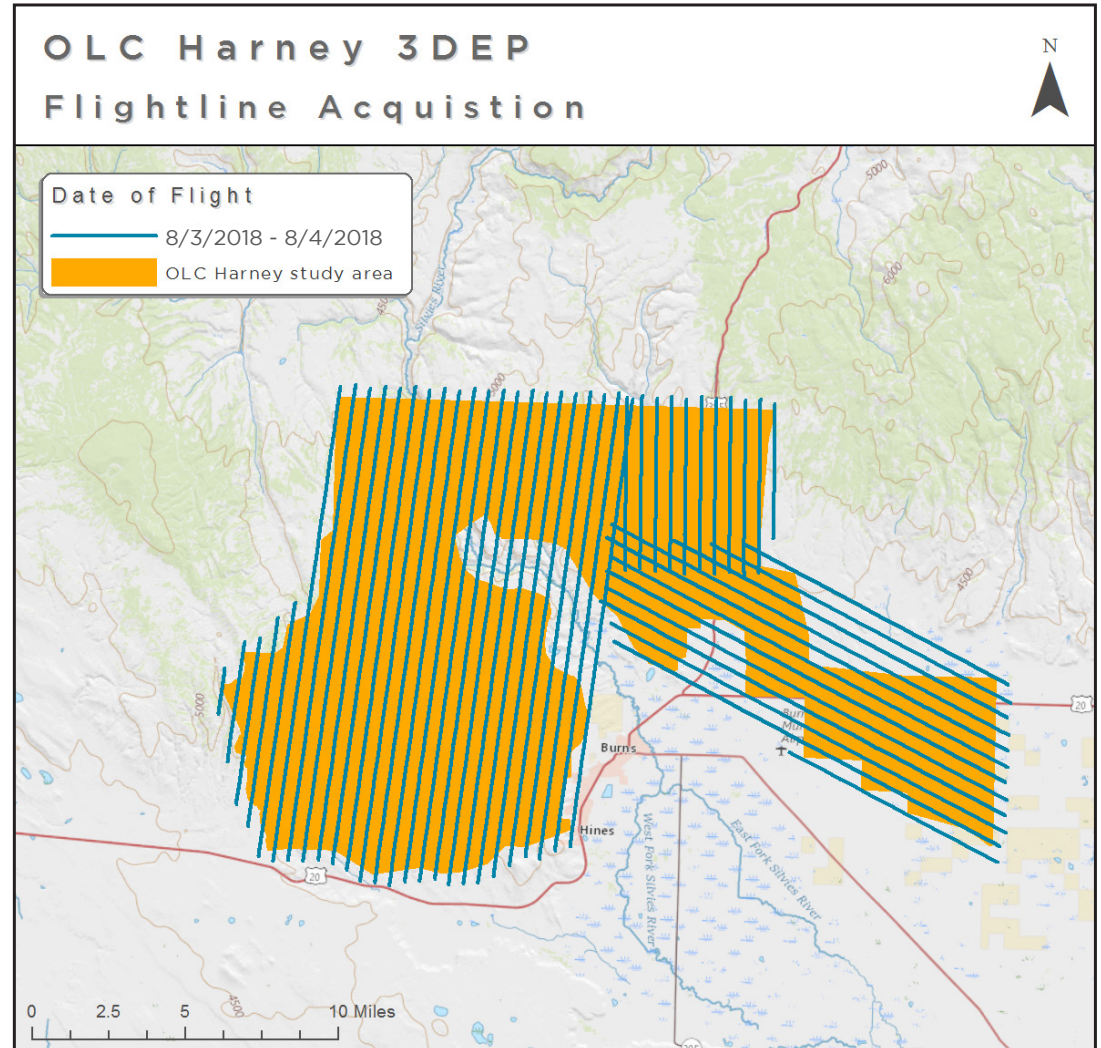 OLC Harney 3DEP
Flightline Acquistion
N
Date of Flight
8/3/2018 - 8/4/2018
OLC Harney study area
5000
6000
Silvies River
5000
4500
5000
20
Burns
Hines
20
West Fork Silvies River
East Fork Silvies River
4500
0 2.5 5 10 Miles